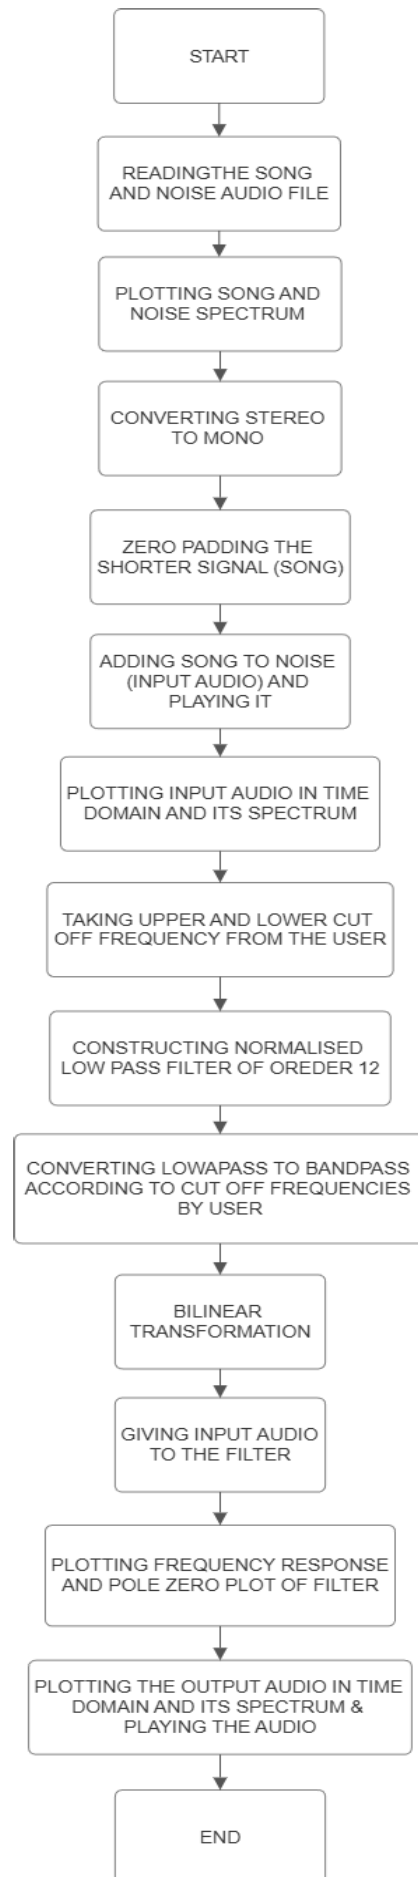 START
READINGTHE SONG
AND NOISE AUDIO FILE
PLOTTING SONG AND
NOISE SPECTRUM
CONVERTING STEREO
TO MONO
ZERO PADDING THE
SHORTER SIGNAL (SONG)
ADDING SONG TO NOISE
(INPUT AUDIO) AND
PLAYING IT
PLOTTING INPUT AUDIO IN TIME
DOMAIN AND ITS SPECTRUM
TAKING UPPER AND LOWER CUT
OFF FREQUENCY FROM THE USER
CONSTRUCTING NORMALISED
LOW PASS FILTER OF OREDER 12
CONVERTING LOWAPASS TO BANDPASS
ACCORDING TO CUT OFF FREQUENCIES
BY USER
BILINEAR
TRANSFORMATION
GIVING INPUT AUDIO
TO THE FILTER
PLOTTING FREQUENCY RESPONSE
AND POLE ZERO PLOT OF FILTER
PLOTTING THE OUTPUT AUDIO IN TIME
DOMAIN AND ITS SPECTRUM &
PLAYING THE AUDIO
END